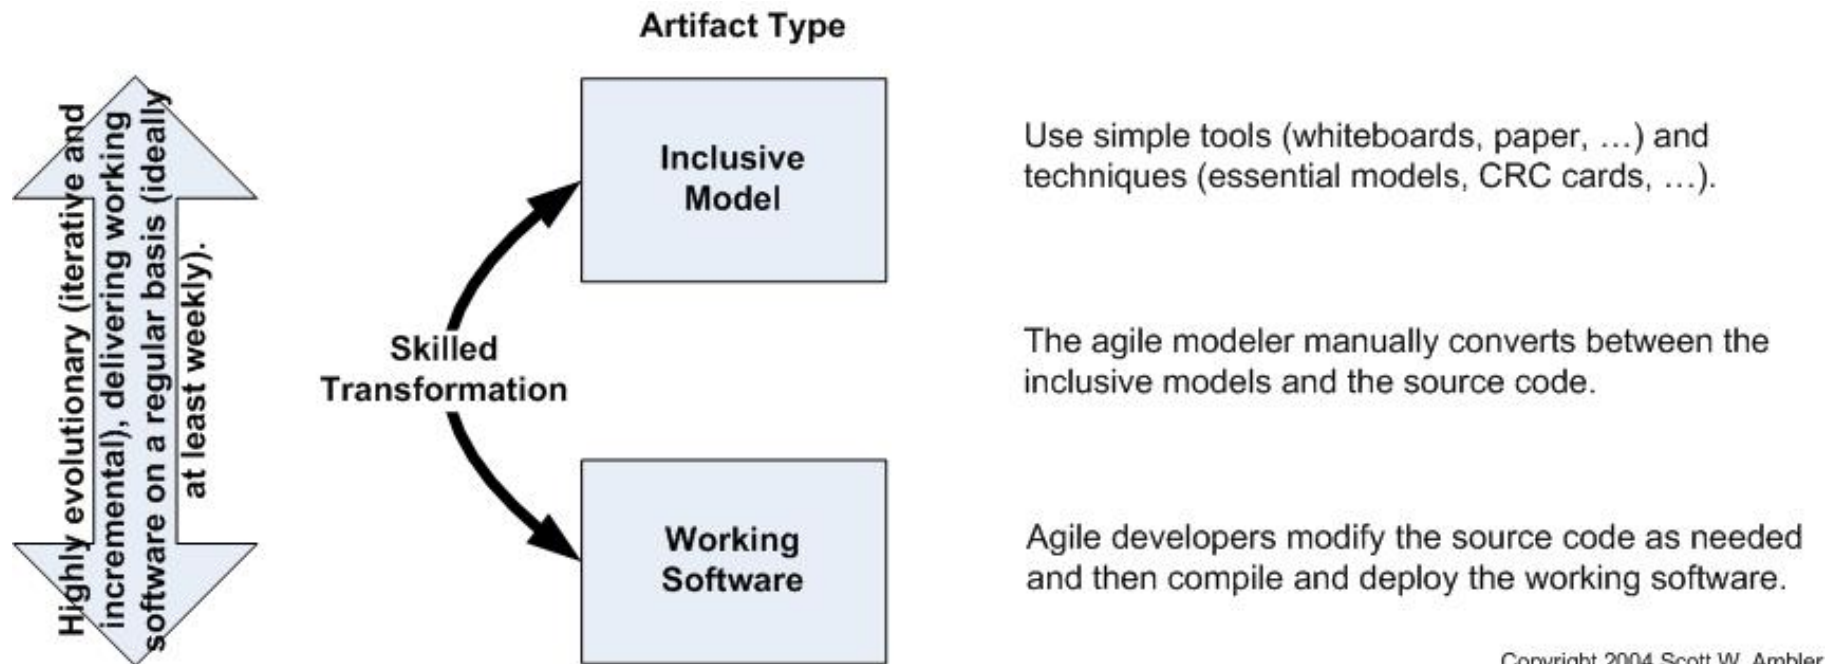 Artifact Type
Highly evolutionary (iterative and
incremental), delivering working
software on a regular basis (ideally
at least weekly).
Inclusive
Model
Use simple tools (whiteboards, paper, …) and
techniques (essential models, CRC cards, …).
Skilled
Transformation
The agile modeler manually converts between the
inclusive models and the source code.
Working
Software
Agile developers modify the source code as needed
and then compile and deploy the working software.
Copyright 2004 Scott W. Ambler